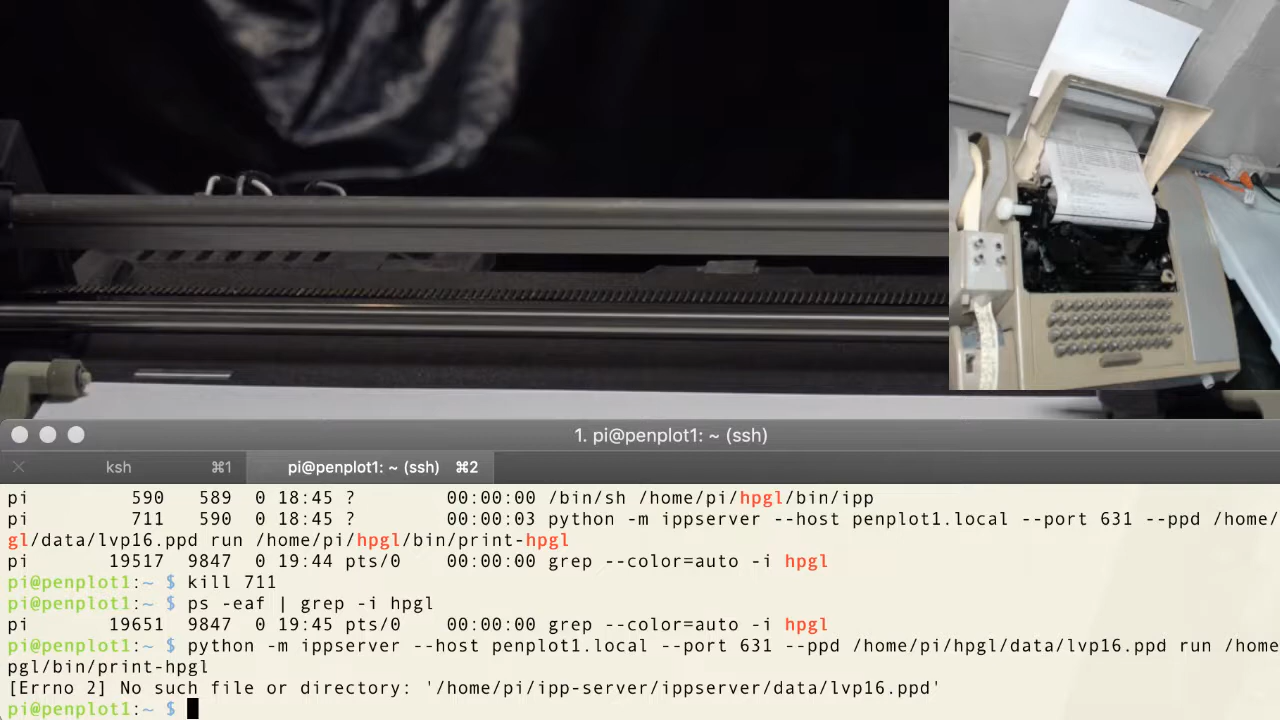 1. pi@penplot1: ~ (ssh)
ksh ⌘1 pi@penplot1: ~ (ssh) ⌘2
pi 590 589 0 18:45 ? 00:00:00 /bin/sh /home/pi/hpgl/bin/ipp
pi 711 590 0 18:45 ? 00:00:03 python -m ippserver --host penplot1.local --port 631 --ppd /home/
gl/data/lvp16.ppd run /home/pi/hpgl/bin/print-hpgl
pi 19517 9847 0 19:44 pts/0 00:00:00 grep --color=auto -i hpgl
pi@penplot1:~ $ kill 711
pi@penplot1:~ $ ps -eaf | grep -i hpgl
pi 19651 9847 0 19:45 pts/0 00:00:00 grep --color=auto -i hpgl
pi@penplot1:~ $ python -m ippserver --host penplot1.local --port 631 --ppd /home/pi/hpgl/data/lvp16.ppd run /home
pgl/bin/print-hpgl
[Errno 2] No such file or directory: '/home/pi/ipp-server/ippserver/data/lvp16.ppd'
pi@penplot1:~ $